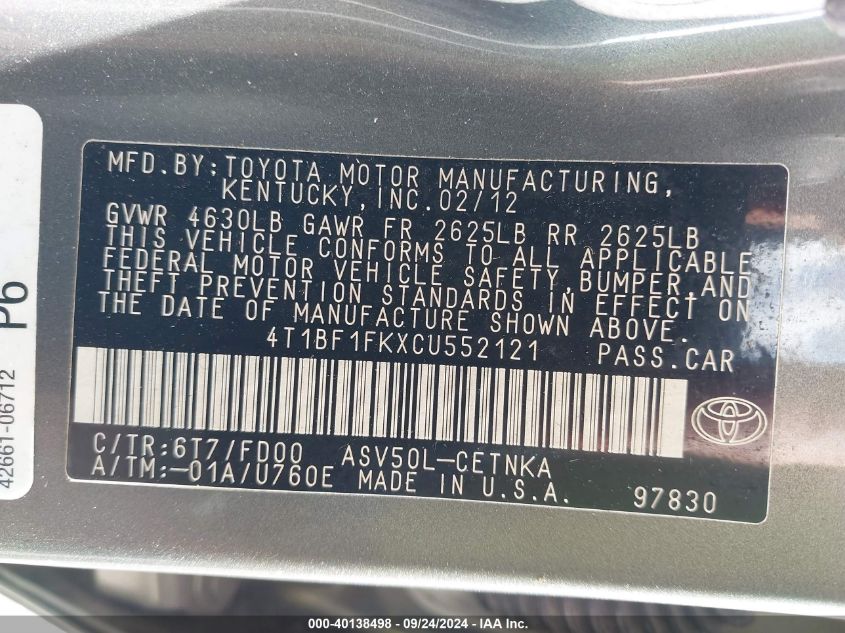 MFD.BY:TOYOTA MOTOR MANUFACTURING,
KENTUCKY,INC.02/12
GVWR 4630LB GAWR FR 2625LB RR 2625LB
THIS VEHICLE CONFORMS TO ALL APPLICABLE
FEDERAL MOTOR VEHICLE SAFETY,BUMPER,AND
THEFT PREVENTION STANDARDS IN EFFECT ON
THE DATE OF MANUFACTURE SHOWN ABOVE.
4T1BF1FKXCU552121 PASS.CAR
C/TR:6T7/FD00 ASV50L-CETNKA
A/TM:-01A/U760E MADE IN U.S.A. 97830
P6
42661-06712
000-40138498 - 09/24/2024 - IAA Inc.